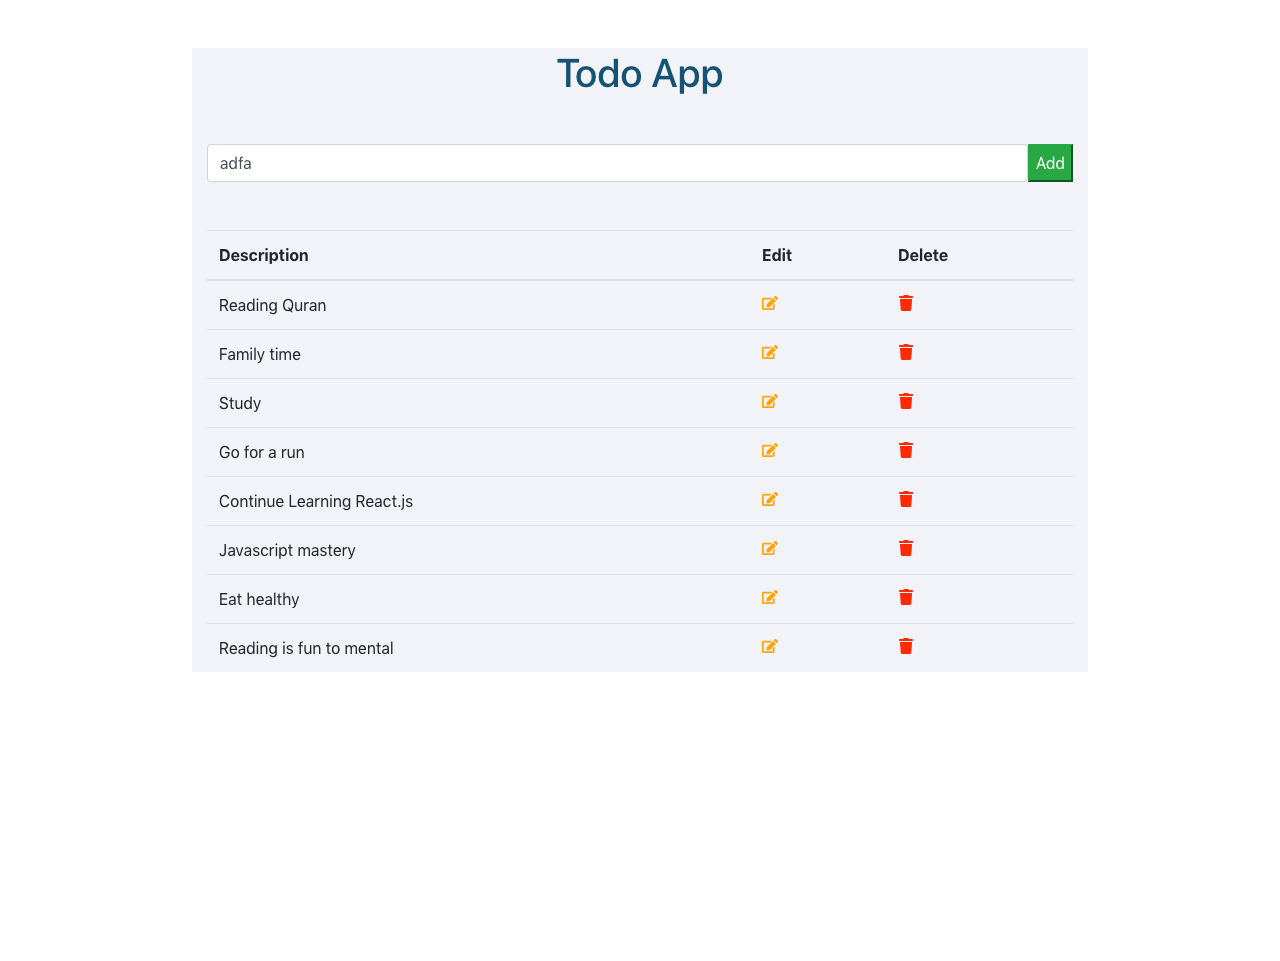 Todo App
adfa
Add
Description Edit Delete
Reading Quran
Family time
Study
Go for a run
Continue Learning React.js
Javascript mastery
Eat healthy
Reading is fun to mental